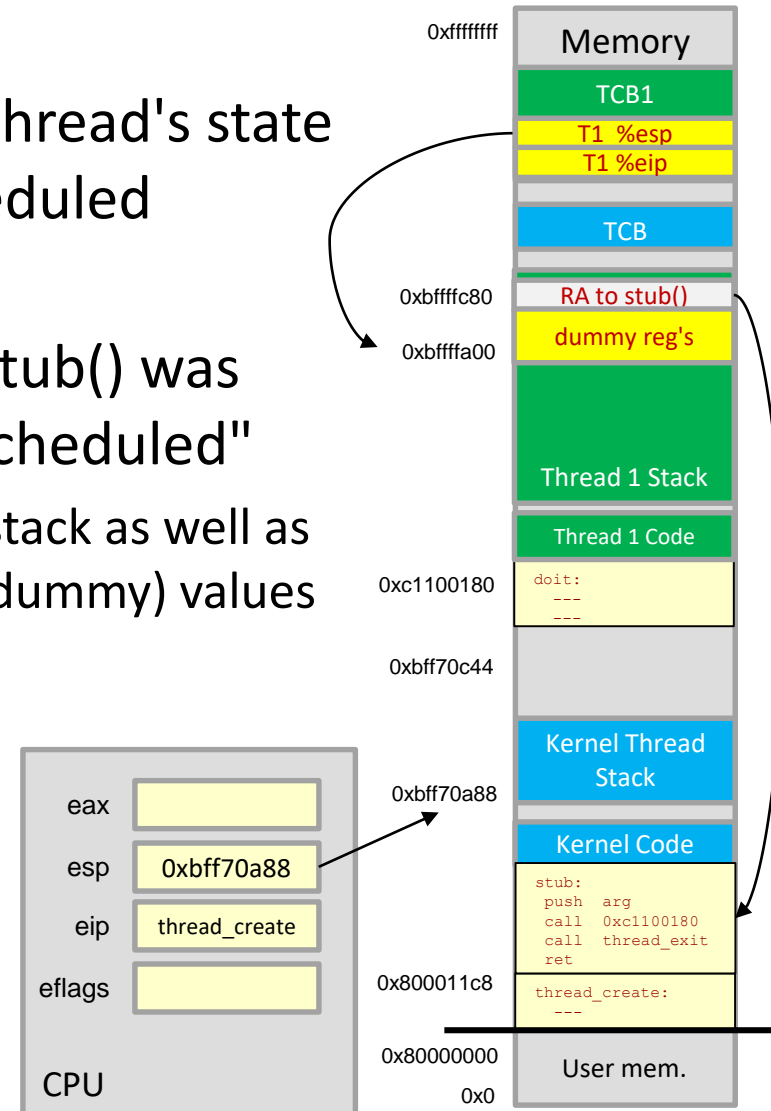 hread's state
eduled
tub() was
cheduled"
stack as well as
dummy) values
0xffffffff
Memory
TCB1
T1 %esp
T1 %eip
TCB
0xbffffc80
RA to stub()
0xbffffa00
dummy reg's
Thread 1 Stack
Thread 1 Code
0xc1100180
doit:
---
---
0xbff70c44
Kernel Thread
Stack
0xbff70a88
Kernel Code
stub:
push arg
call 0xc1100180
call thread_exit
ret
0x800011c8
thread_create:
---
0x80000000
User mem.
0x0
eax
esp 0xbff70a88
eip thread_create
eflags
CPU